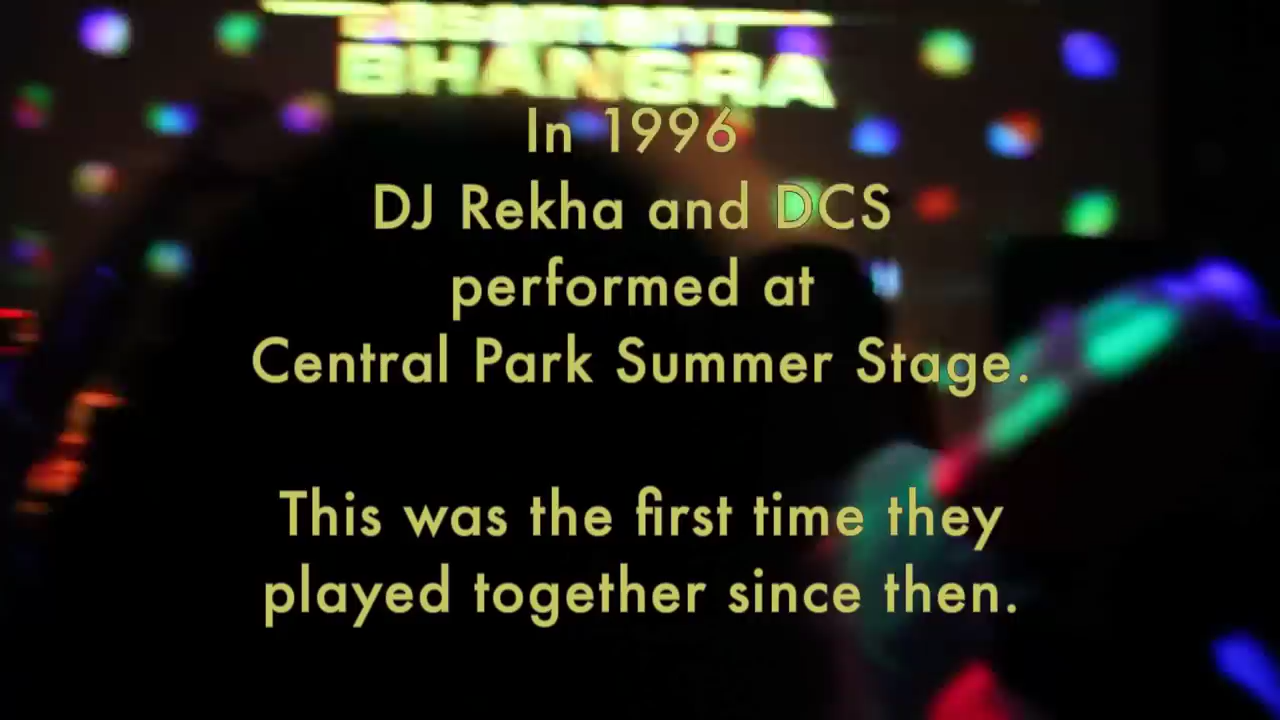 BASEMENT
BHANGRA
In 1996
DJ Rekha and DCS
performed at
Central Park Summer Stage.
This was the first time they
played together since then.